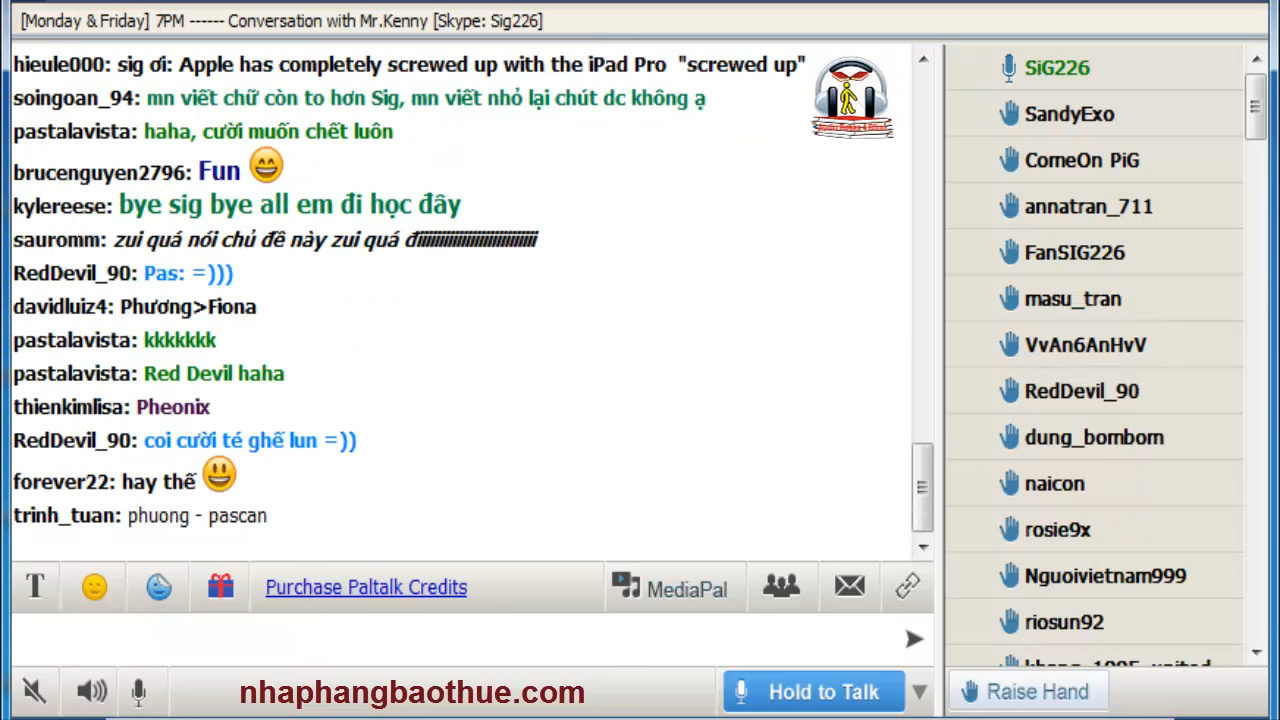 [Monday & Friday] 7PM ------ Conversation with Mr.Kenny [Skype: Sig226]
hieule000: sig ơi: Apple has completely screwed up with the iPad Pro "screwed up"
soingoan_94: mn viết chữ còn to hơn Sig, mn viết nhỏ lại chút dc không ạ
pastalavista: haha, cười muốn chết luôn
brucenguyen2796: Fun
kylereese: bye sig bye all em đi học đây
sauromm: zui quá nói chủ đề này zui quá điiiiiiiiiiiiiiiiiiiiiiiiiii
RedDevil_90: Pas: =)))
davidluiz4: Phương>Fiona
pastalavista: kkkkkkk
pastalavista: Red Devil haha
thienkimlisa: Pheonix
RedDevil_90: coi cười té ghế lun =))
forever22: hay thế
trinh_tuan: phuong - pascan
T
Purchase Paltalk Credits
MediaPal
nhaphangbaothue.com
Hold to Talk
SiG226
SandyExo
ComeOn PiG
annatran_711
FanSIG226
masu_tran
VvAn6AnHvV
RedDevil_90
dung_bombom
naicon
rosie9x
Nguoivietnam999
riosun92
Raise Hand